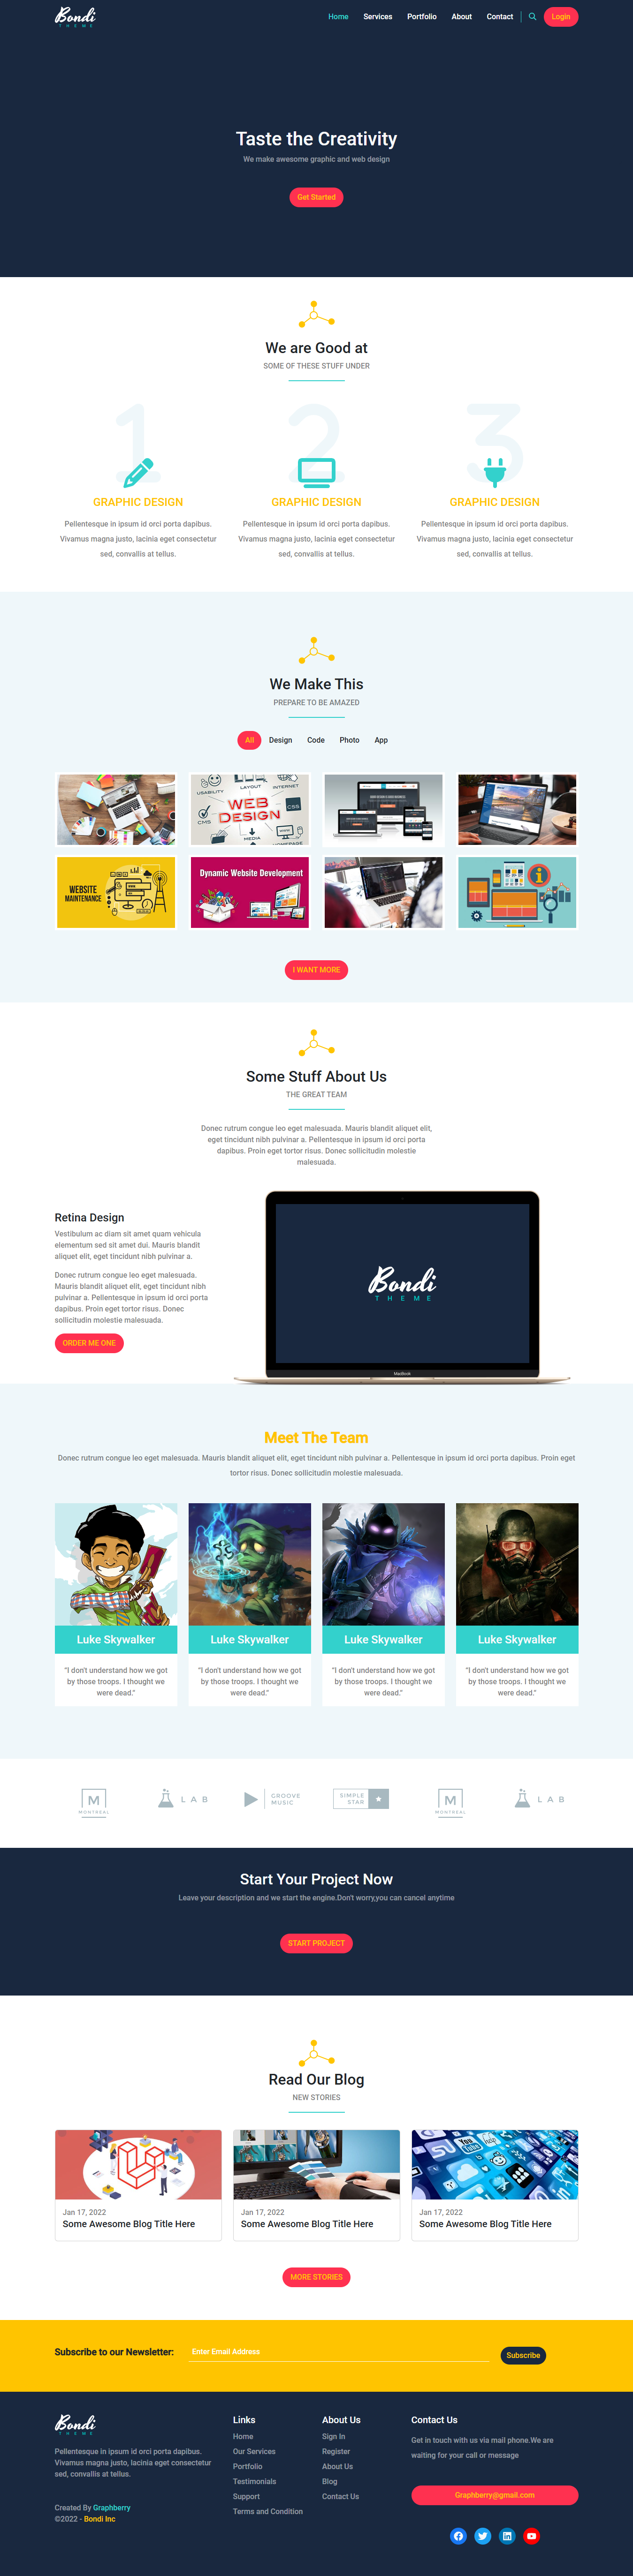 Bondi
THEME
Home Services Portfolio About Contact Login
Taste the Creativity
We make awesome graphic and web design
Get Started
We are Good at
SOME OF THESE STUFF UNDER
1 2 3
GRAPHIC DESIGN
Pellentesque in ipsum id orci porta dapibus.
Vivamus magna justo, lacinia eget consectetur
sed, convallis at tellus.
GRAPHIC DESIGN
Pellentesque in ipsum id orci porta dapibus.
Vivamus magna justo, lacinia eget consectetur
sed, convallis at tellus.
GRAPHIC DESIGN
Pellentesque in ipsum id orci porta dapibus.
Vivamus magna justo, lacinia eget consectetur
sed, convallis at tellus.
We Make This
PREPARE TO BE AMAZED
All Design Code Photo App
USABILITY
LAYOUT
INTERNET
WEB
DESIGN
CSS
CMS
MEDIA
HOMEPAGE
WEBSITE
MAINTENANCE
Dynamic Website Development
I WANT MORE
Some Stuff About Us
THE GREAT TEAM
Donec rutrum congue leo eget malesuada. Mauris blandit aliquet elit,
eget tincidunt nibh pulvinar a. Pellentesque in ipsum id orci porta
dapibus. Proin eget tortor risus. Donec sollicitudin molestie
malesuada.
Retina Design
Vestibulum ac diam sit amet quam vehicula
elementum sed sit amet dui. Mauris blandit
aliquet elit, eget tincidunt nibh pulvinar a.
Donec rutrum congue leo eget malesuada.
Mauris blandit aliquet elit, eget tincidunt nibh
pulvinar a. Pellentesque in ipsum id orci porta
dapibus. Proin eget tortor risus. Donec
sollicitudin molestie malesuada.
ORDER ME ONE
Bondi
THEME
MacBook
Meet The Team
Donec rutrum congue leo eget malesuada. Mauris blandit aliquet elit, eget tincidunt nibh pulvinar a. Pellentesque in ipsum id orci porta dapibus. Proin eget
tortor risus. Donec sollicitudin molestie malesuada.
Luke Skywalker
"I don't understand how we got
by those troops. I thought we
were dead."
Luke Skywalker
"I don't understand how we got
by those troops. I thought we
were dead."
Luke Skywalker
"I don't understand how we got
by those troops. I thought we
were dead."
Luke Skywalker
"I don't understand how we got
by those troops. I thought we
were dead."
M
MONTREAL
LAB
GROOVE
MUSIC
SIMPLE
STAR
M
MONTREAL
LAB
Start Your Project Now
Leave your description and we start the engine.Don't worry,you can cancel anytime
START PROJECT
Read Our Blog
NEW STORIES
Jan 17, 2022
Some Awesome Blog Title Here
Jan 17, 2022
Some Awesome Blog Title Here
You Tube
Jan 17, 2022
Some Awesome Blog Title Here
MORE STORIES
Subscribe to our Newsletter: Enter Email Address Subscribe
Bondi
THEME
Pellentesque in ipsum id orci porta dapibus.
Vivamus magna justo, lacinia eget consectetur
sed, convallis at tellus.
Created By Graphberry
©2022 - Bondi Inc
Links
Home
Our Services
Portfolio
Testimonials
Support
Terms and Condition
About Us
Sign In
Register
About Us
Blog
Contact Us
Contact Us
Get in touch with us via mail phone.We are
waiting for your call or message
Graphberry@gmail.com